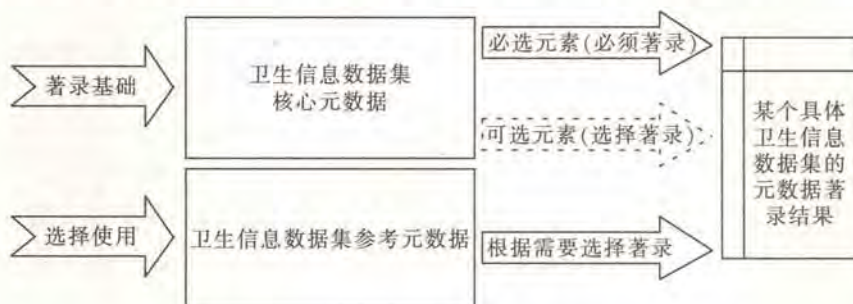 著录基础
卫生信息数据集
核心元数据
必选元素(必须著录)
可选元素(选择著录)
选择使用
卫生信息数据集参考元数据
根据需要选择著录
某个具体
卫生信息
数据集的
元数据著
录结果